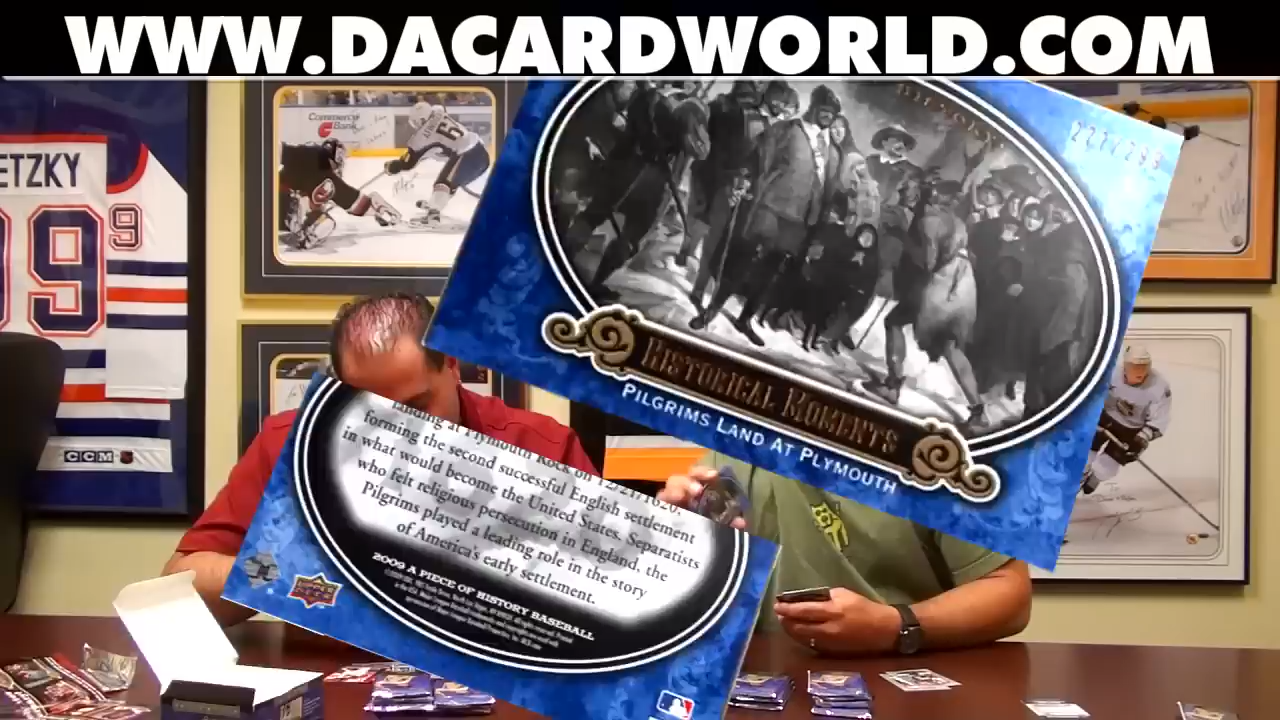 WWW.DACARDWORLD.COM
ETZKY
99
9
CCM
Commerce
Bank
6
HISTORICAL MOMENTS
PILGRIMS LAND AT PLYMOUTH
landing at Plymouth Rock on 12/21/1620,
forming the second successful English settlement
in what would become the United States. Separatists
who felt religious persecution in England, the
Pilgrims played a leading role in the story
of America's early settlement.
2009 A PIECE OF HISTORY BASEBALL